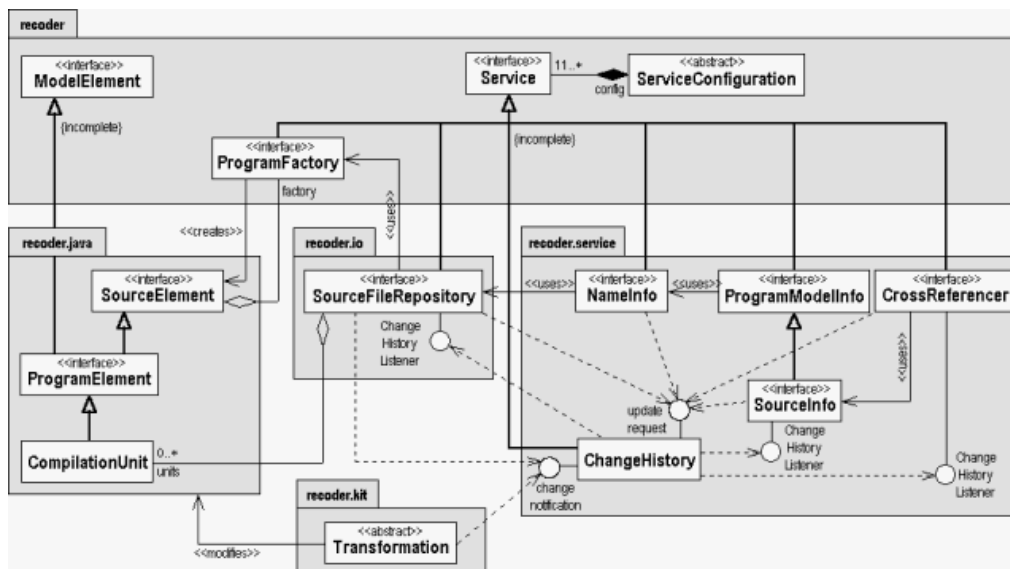 recoder
<<interface>>
ModelElement
{incomplete}
<<interface>>
Service
11..*
config
<<abstract>>
ServiceConfiguration
{incomplete}
<<interface>>
ProgramFactory
factory
<<uses>>
<<creates>>
recoder.java
<<interface>>
SourceElement
<<interface>>
ProgramElement
CompilationUnit
0..*
units
recoder.io
<<interface>>
SourceFileRepository
Change
History
Listener
recoder.service
<<uses>>
<<interface>>
NameInfo
<<uses>>
<<interface>>
ProgramModelInfo
<<interface>>
CrossReferencer
<<uses>>
<<interface>>
SourceInfo
update
request
ChangeHistory
Change
History
Listener
Change
History
Listener
change
notification
recoder.kit
<<abstract>>
Transformation
<<modifies>>